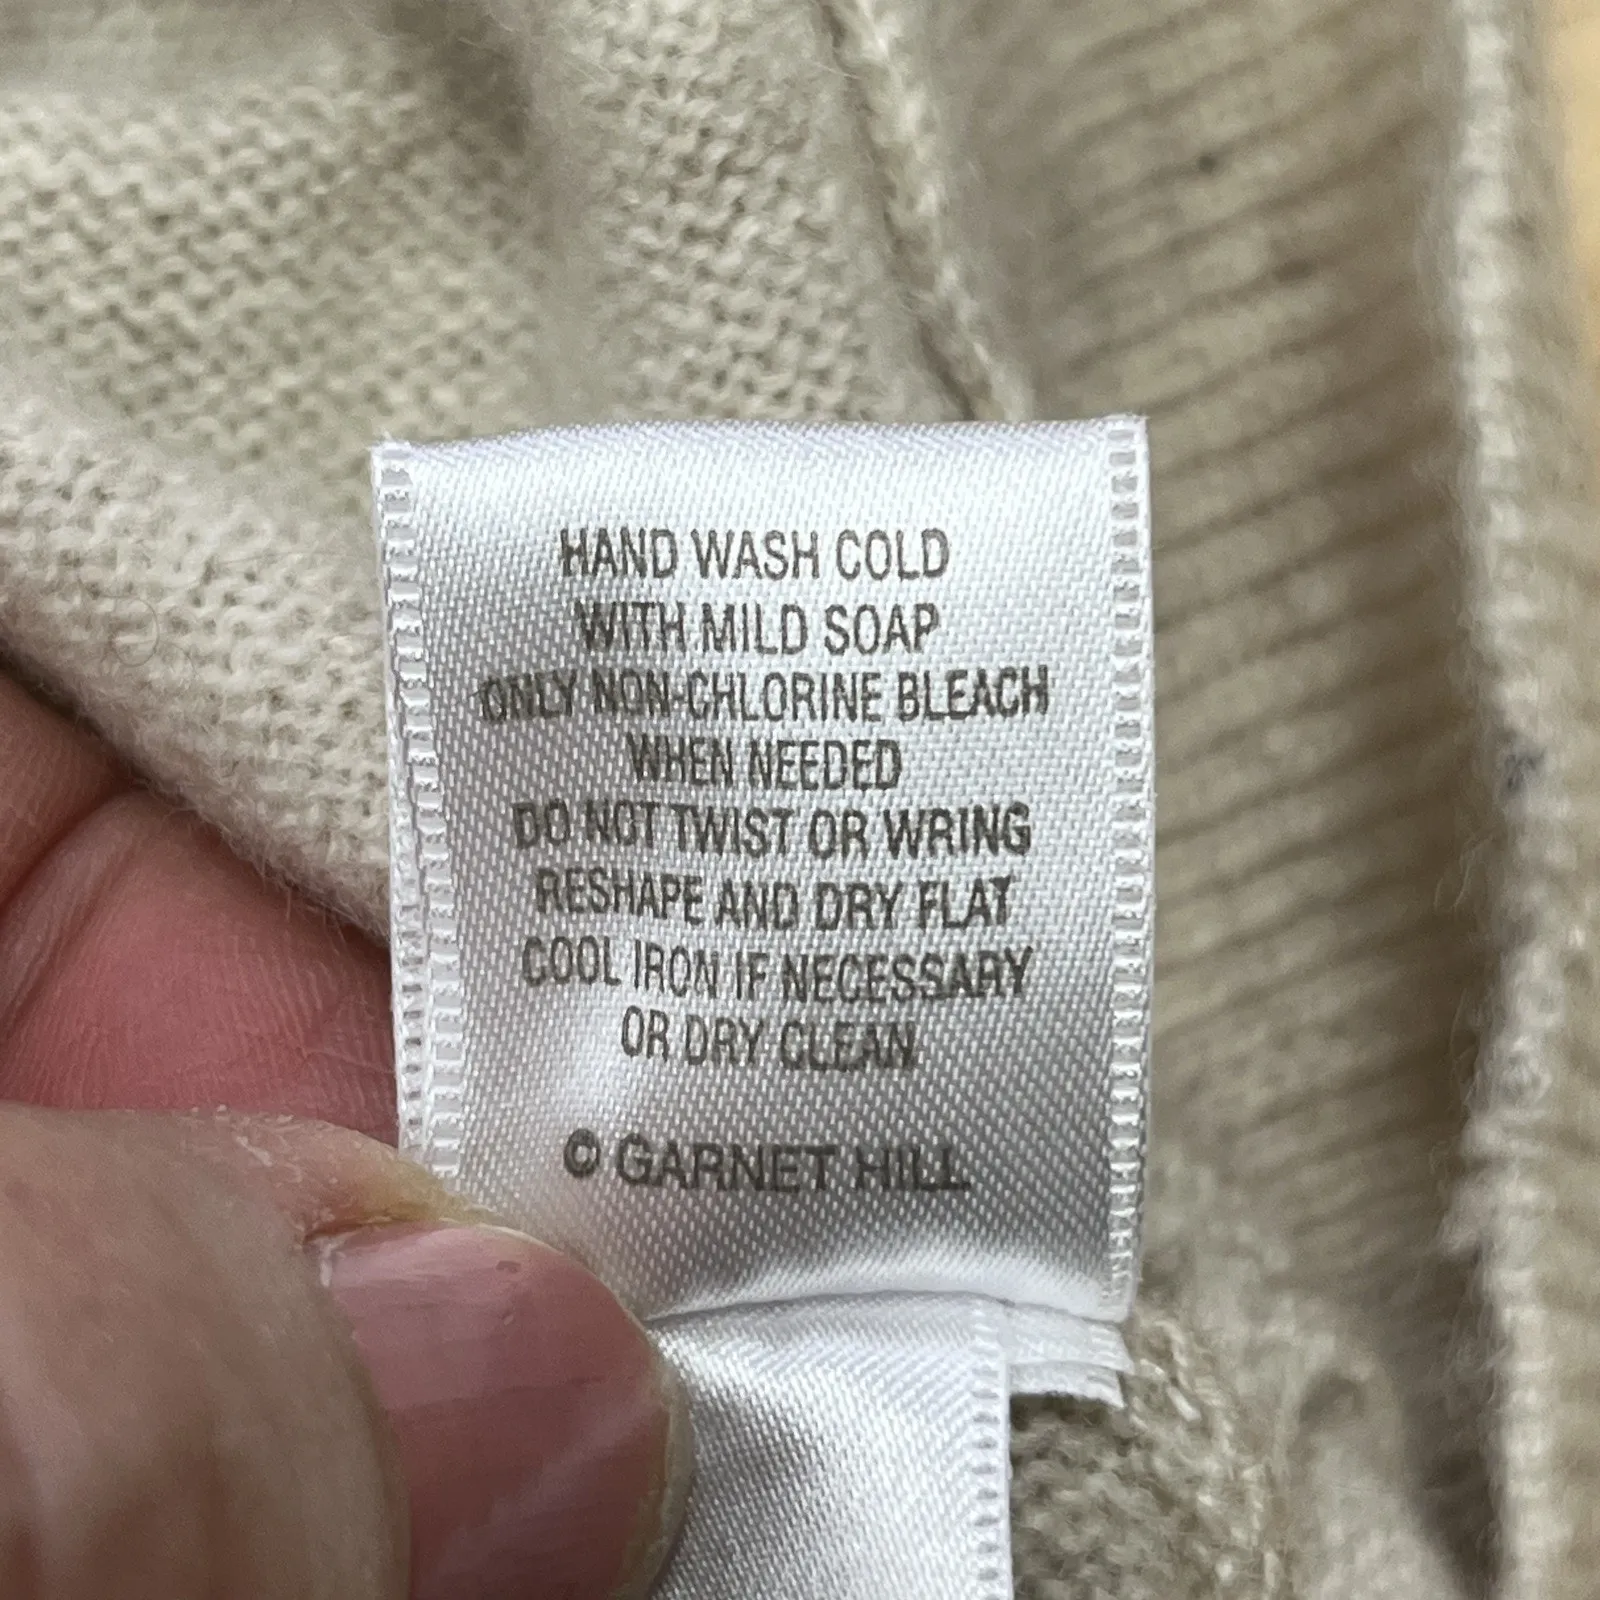 HAND WASH COLD
WITH MILD SOAP
ONLY NON-CHLORINE BLEACH
WHEN NEEDED
DO NOT TWIST OR WRING
RESHAPE AND DRY FLAT
COOL IRON IF NECESSARY
OR DRY CLEAN
© GARNET HILL